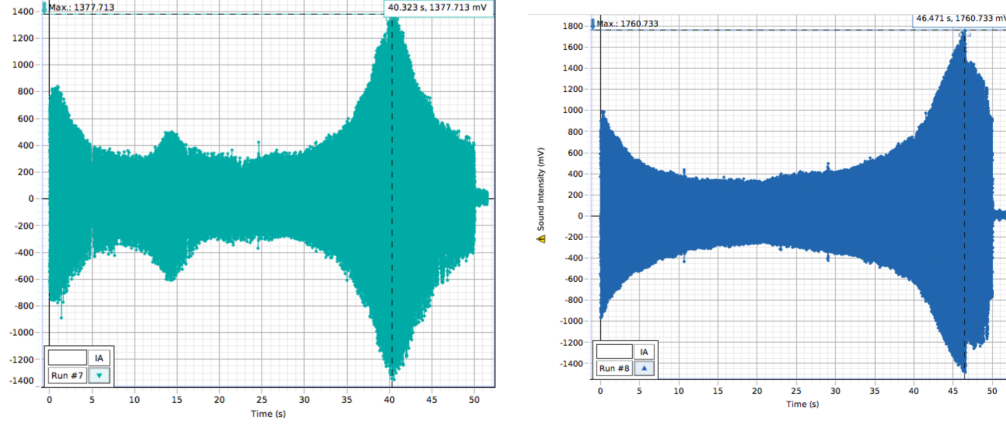 Max.: 1377.713
40.323 s, 1377.713 mV
1400
1200
1000
800
600
400
200
0
-200
-400
-600
-800
-1000
-1200
-1400
IA
Run #7
0 5 10 15 20 25 30 35 40 45 50
Time (s)
46.471 s, 1760.733 mV
Max.: 1760.733
1800
1600
1400
1200
1000
800
600
400
200
0
-200
-400
-600
-800
-1000
-1200
-1400
Sound Intensity (mV)
IA
Run #8
0 5 10 15 20 25 30 35 40 45 50
Time (s)